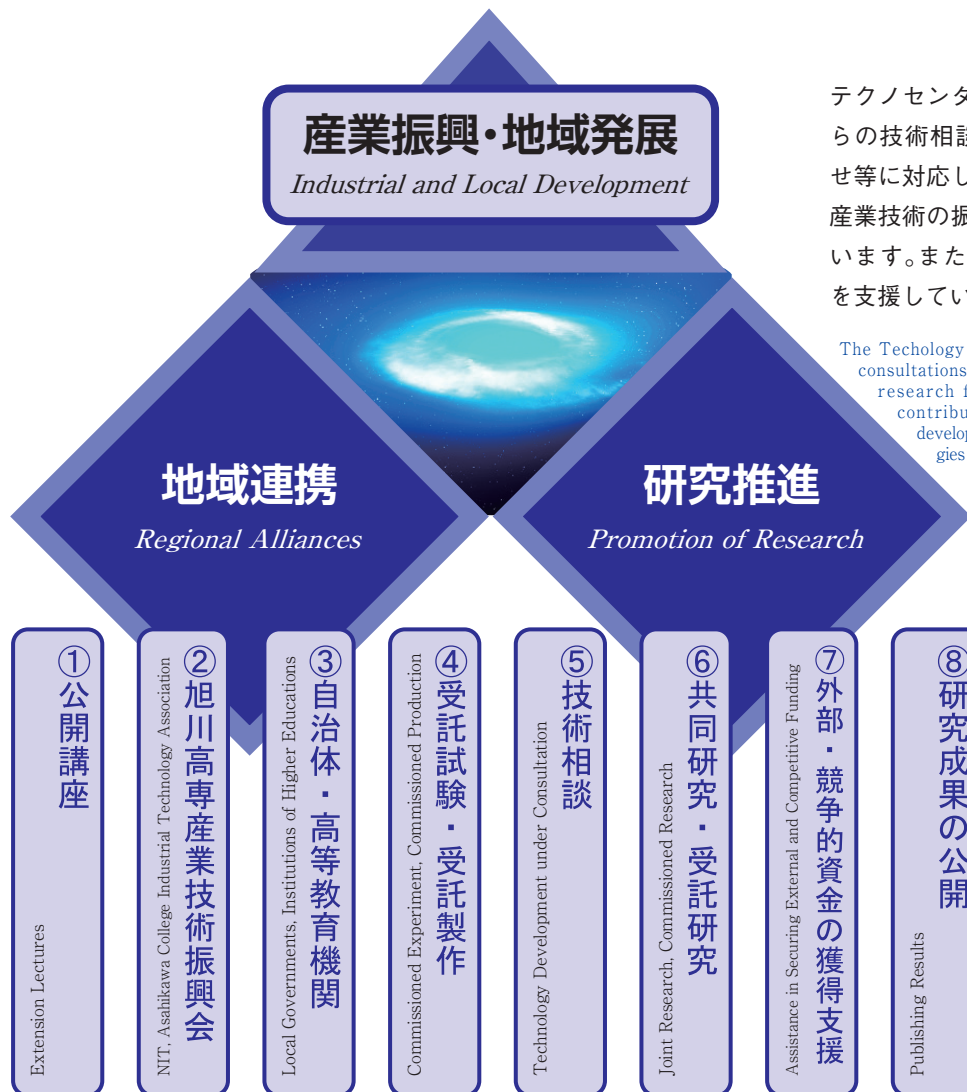 産業振興・地域発展
Industrial and Local Development
テクノセンタ
らの技術相談
せ等に対応し
産業技術の振
います。また
を支援してい
The Techology
consultations
research f
contribu
develop
gies
地域連携
Regional Alliances
研究推進
Promotion of Research
①公開講座
Extension Lectures
②旭川高専産業技術振興会
NIT, Asahikawa College Industrial Technology Association
③自治体・高等教育機関
Local Governments, Institutions of Higher Educations
④受託試験・受託製作
Commissioned Experiment, Commissioned Production
⑤技術相談
Technology Development under Consultation
⑥共同研究・受託研究
Joint Research, Commissioned Research
⑦外部・競争的資金の獲得支援
Assistance in Securing External and Competitive Funding
⑧研究成果の公開
Publishing Results